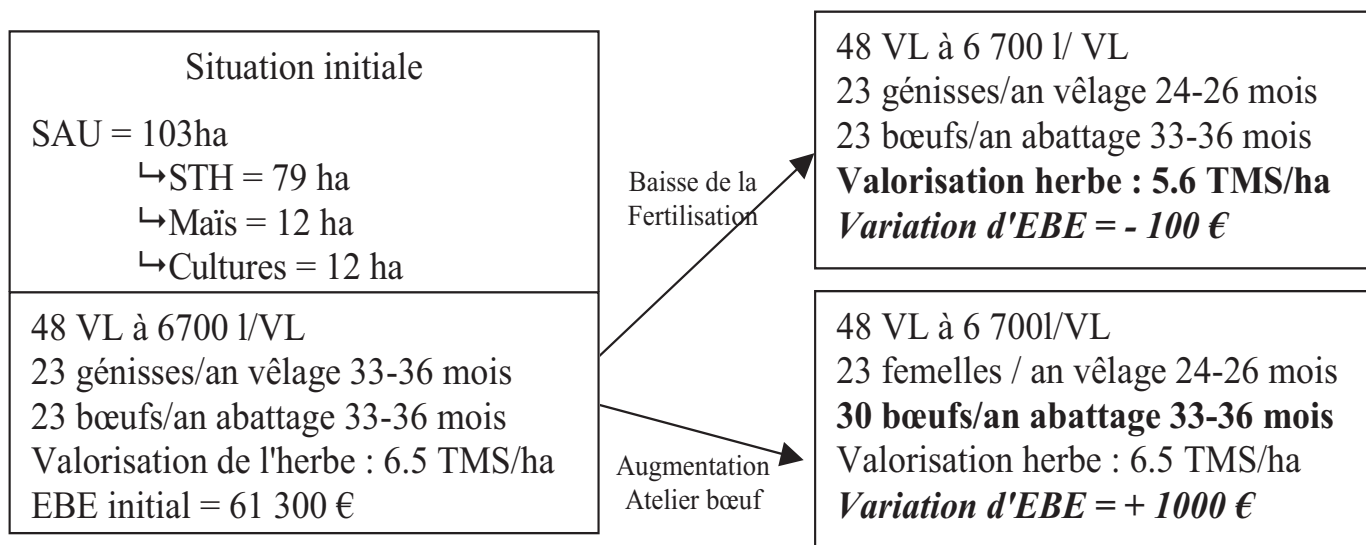 Situation initiale
SAU = 103ha
↳STH = 79 ha
↳Maïs = 12 ha
↳Cultures = 12 ha
48 VL à 6700 l/VL
23 génisses/an vêlage 33-36 mois
23 bœufs/an abattage 33-36 mois
Valorisation de l'herbe : 6.5 TMS/ha
EBE initial = 61 300 €
Baisse de la
Fertilisation
Augmentation
Atelier bœuf
48 VL à 6 700 l/ VL
23 génisses/an vêlage 24-26 mois
23 bœufs/an abattage 33-36 mois
Valorisation herbe : 5.6 TMS/ha
Variation d'EBE = - 100 €
48 VL à 6 700l/VL
23 femelles / an vêlage 24-26 mois
30 bœufs/an abattage 33-36 mois
Valorisation herbe : 6.5 TMS/ha
Variation d'EBE = + 1000 €